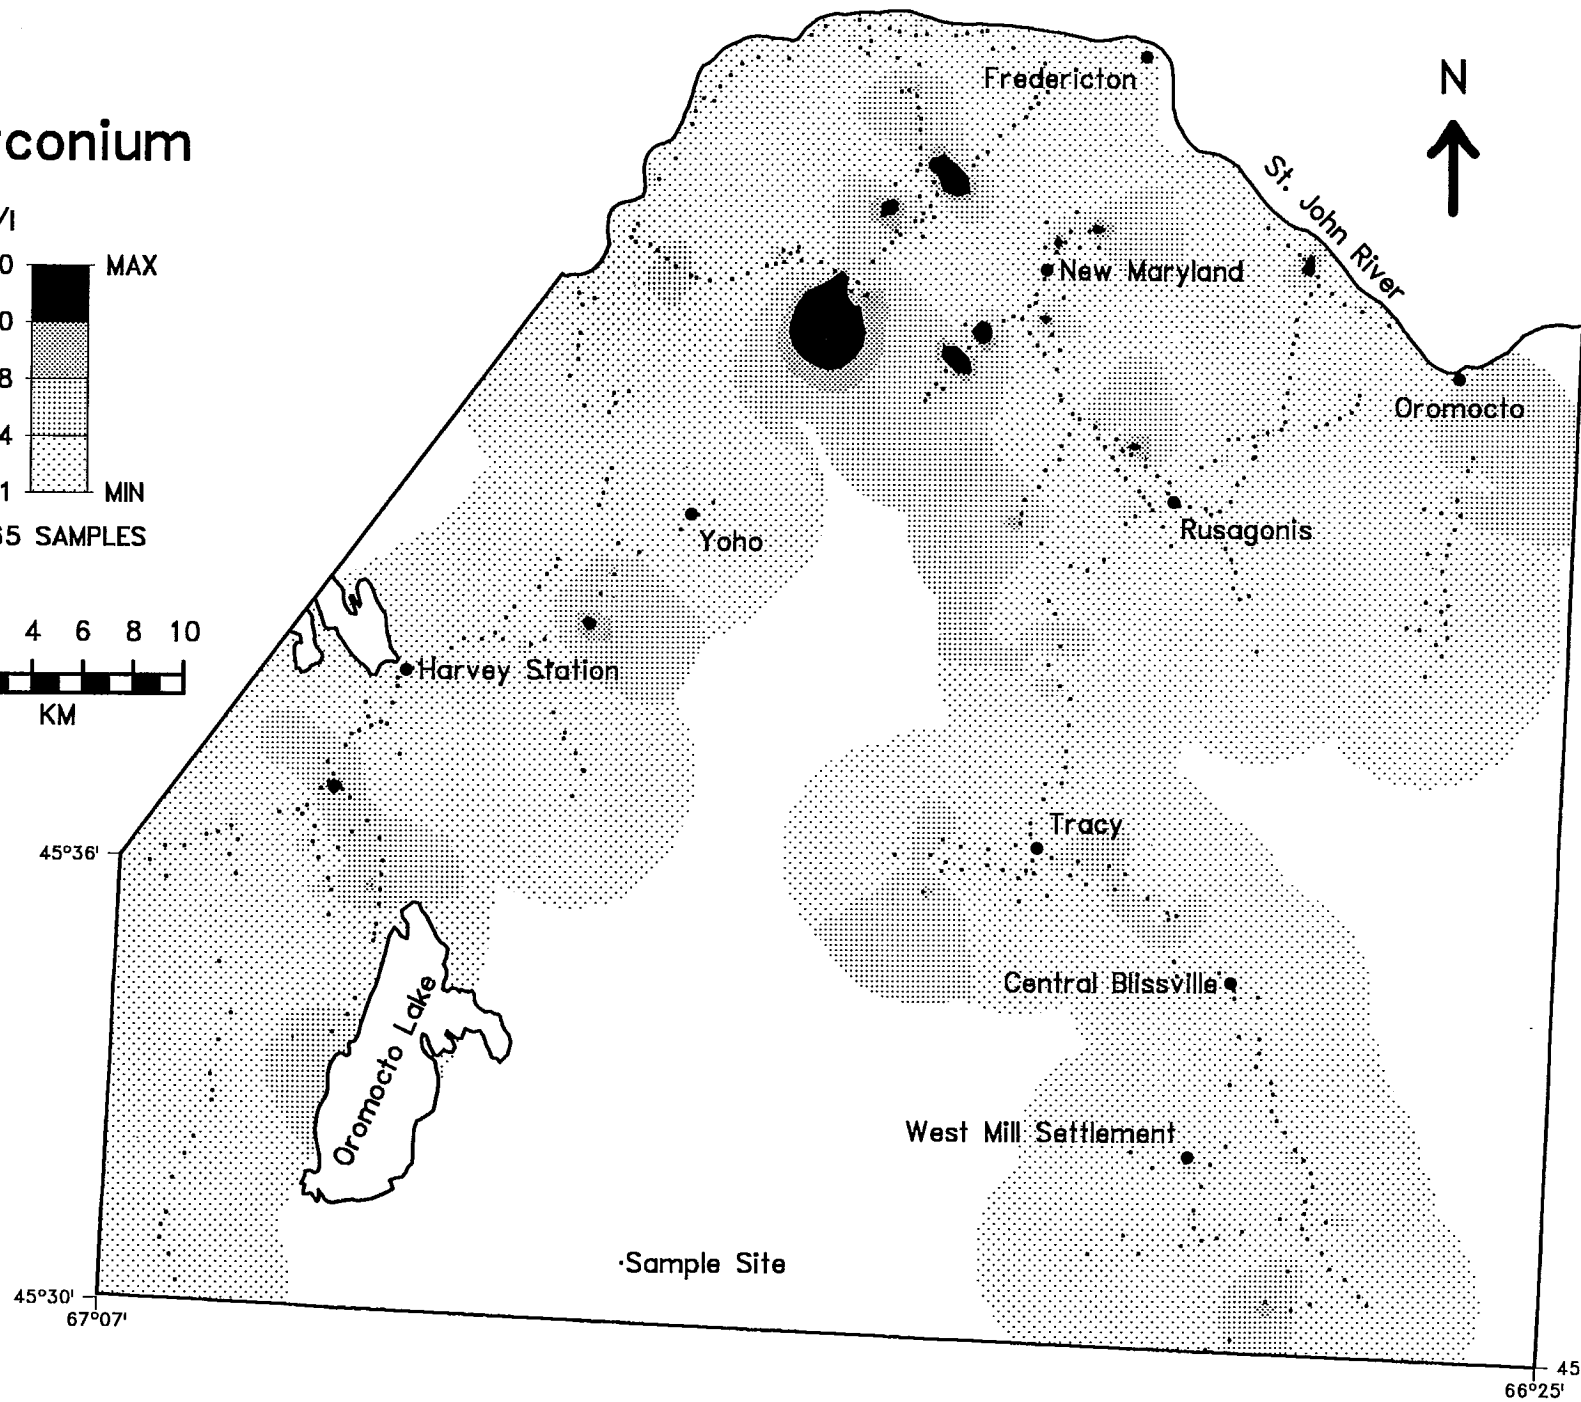 rconium
/l
0 MAX
0
8
4
1 MIN
65 SAMPLES
4 6 8 10
KM
N
Fredericton
St. John River
New Maryland
Oromocto
Rusagonis
Yoho
Harvey Station
Tracy
45°36'
Central Blissville
Oromocto Lake
West Mill Settlement
·Sample Site
45°30'
67°07'
45
66°25'